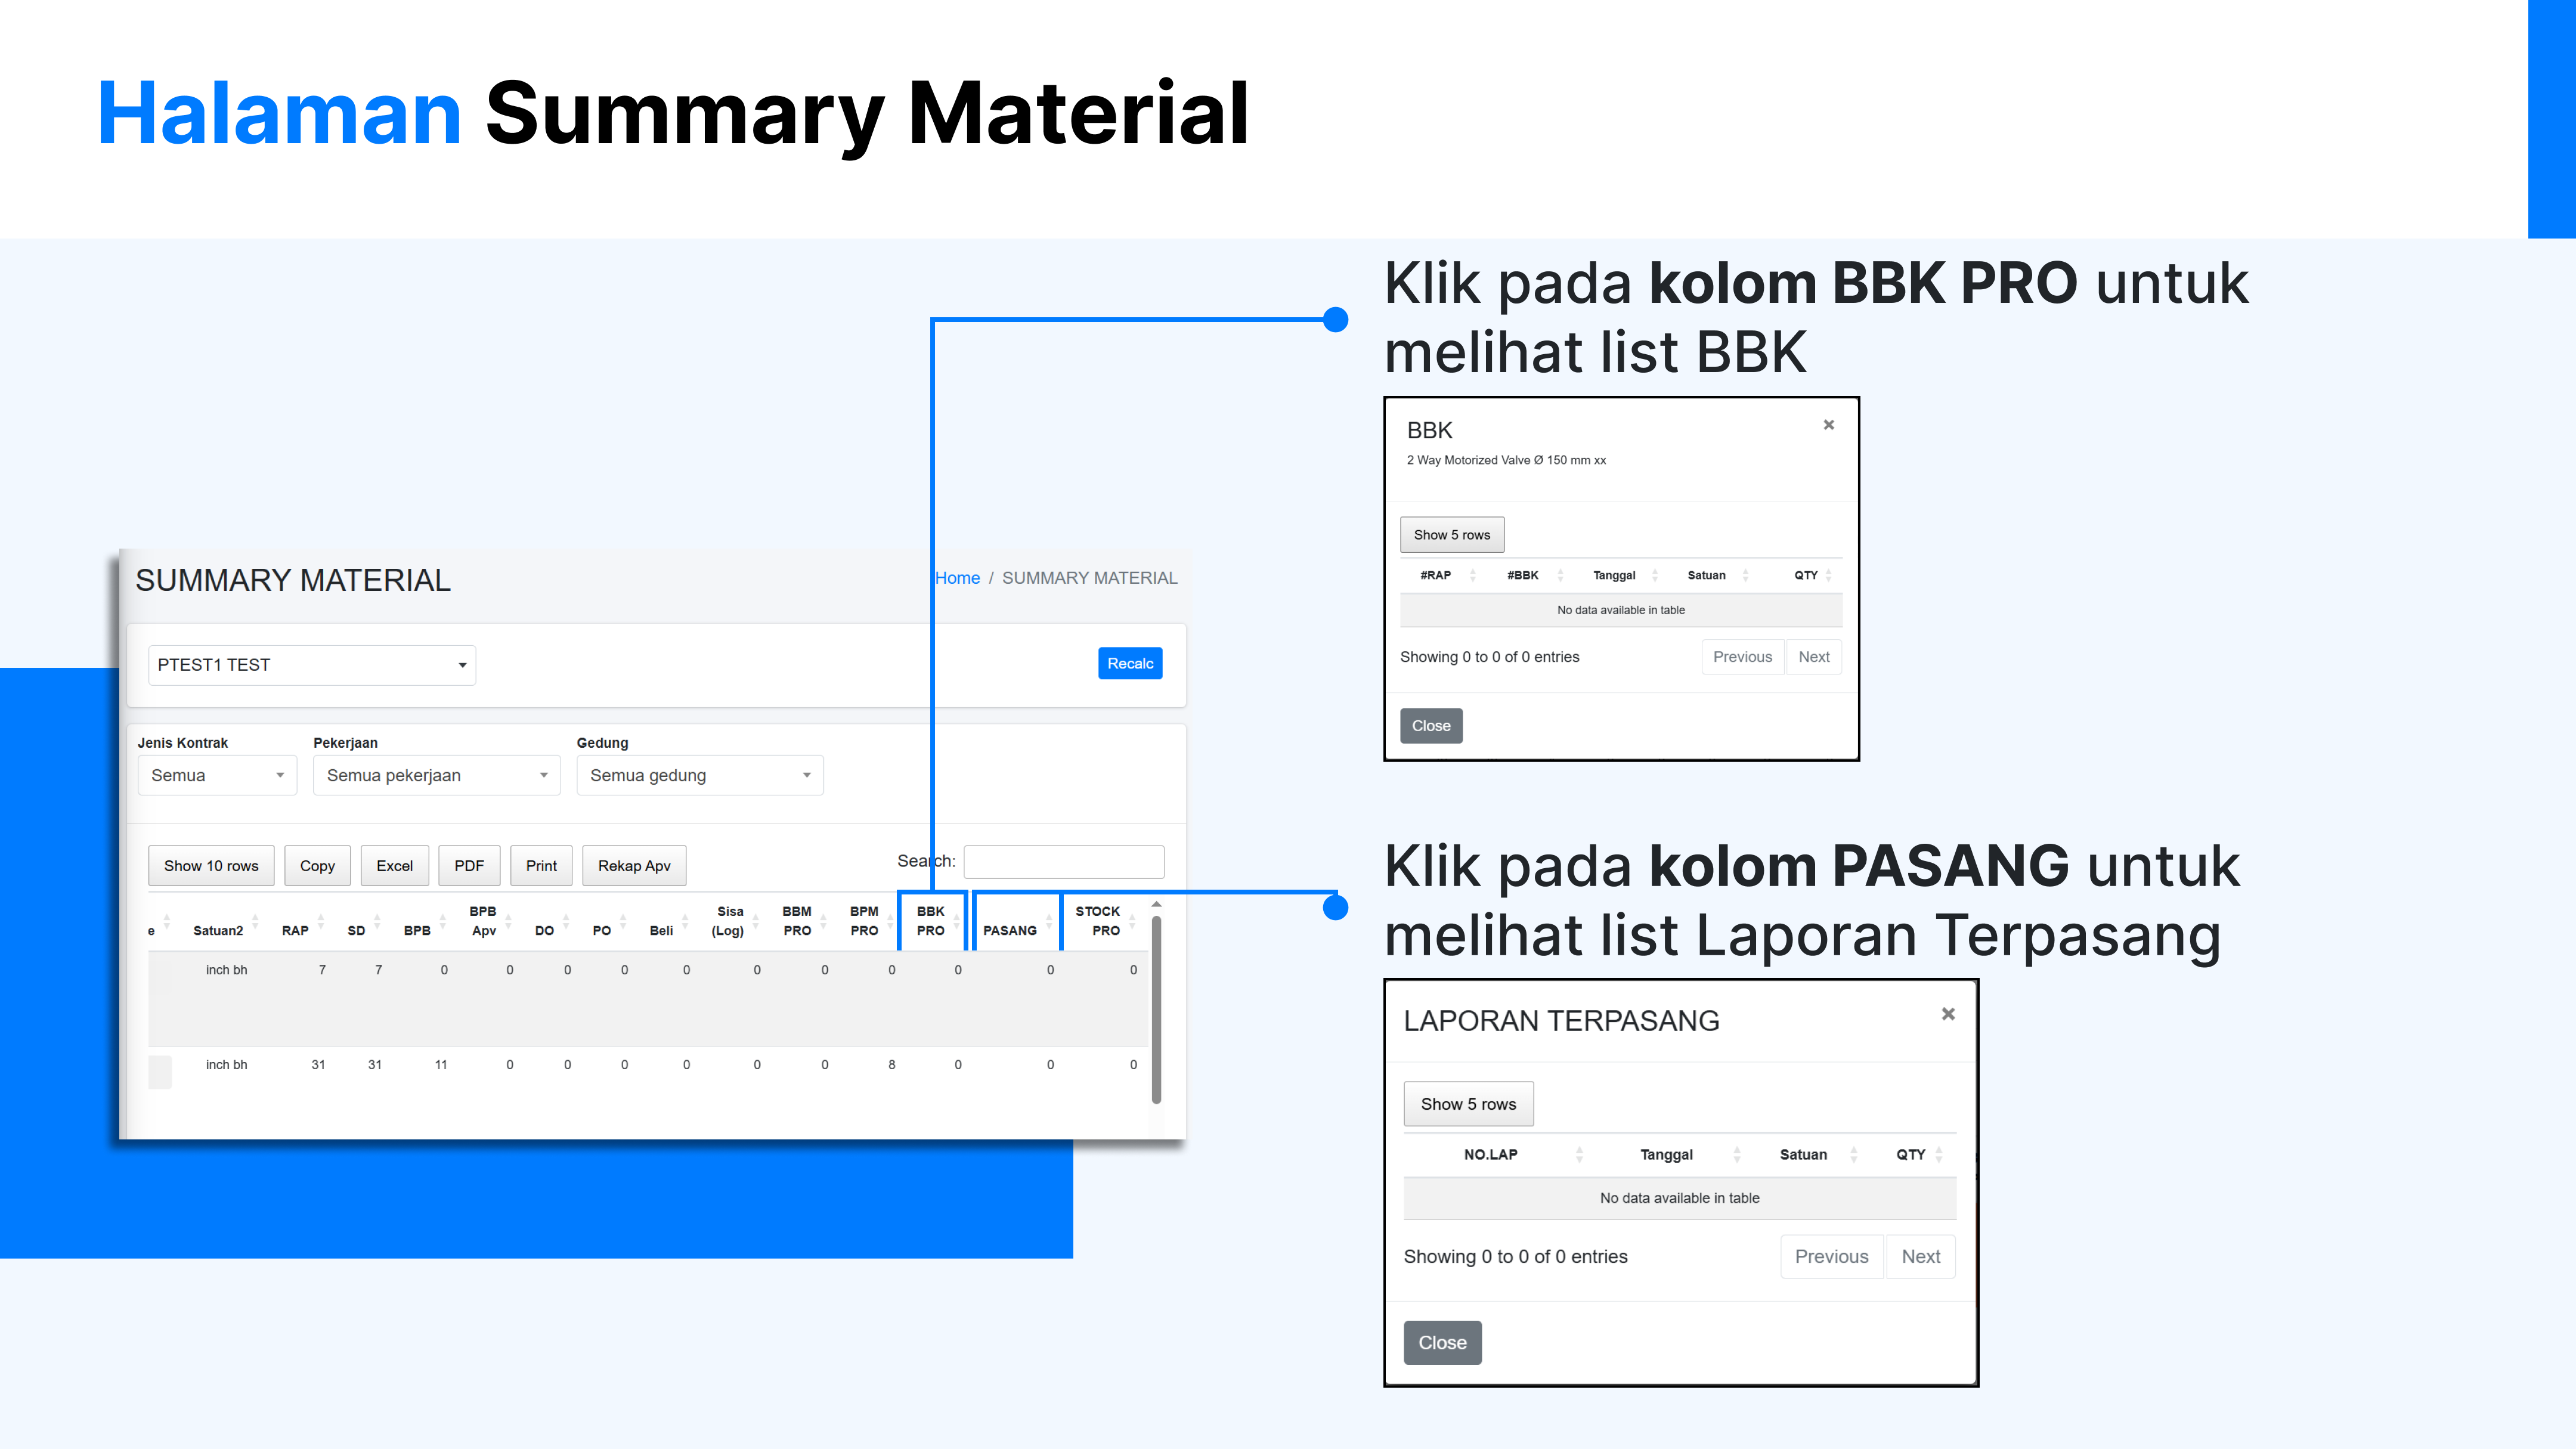 Halaman Summary Material
Klik pada kolom BBK PRO untuk
melihat list BBK
BBK
×
2 Way Motorized Valve Ø 150 mm xx
Show 5 rows
#RAP #BBK Tanggal Satuan QTY
No data available in table
Showing 0 to 0 of 0 entries Previous Next
Close
SUMMARY MATERIAL Home / SUMMARY MATERIAL
PTEST1 TEST Recalc
Jenis Kontrak Pekerjaan Gedung
Semua Semua pekerjaan Semua gedung
Show 10 rows Copy Excel PDF Print Rekap Apv Search:
e Satuan2 RAP SD BPB BPB Apv DO PO Beli Sisa (Log) BBM PRO BPM PRO BBK PRO PASANG STOCK PRO
inch bh 7 7 0 0 0 0 0 0 0 0 0 0 0
inch bh 31 31 11 0 0 0 0 0 0 8 0 0 0
Klik pada kolom PASANG untuk
melihat list Laporan Terpasang
LAPORAN TERPASANG ×
Show 5 rows
NO.LAP Tanggal Satuan QTY
No data available in table
Showing 0 to 0 of 0 entries Previous Next
Close